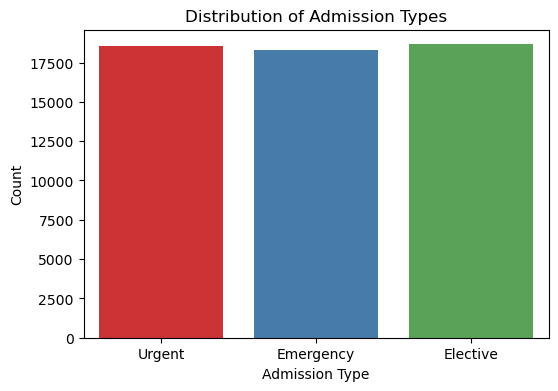 Distribution of Admission Types
Count
17500
15000
12500
10000
7500
5000
2500
0
Urgent Emergency Elective
Admission Type